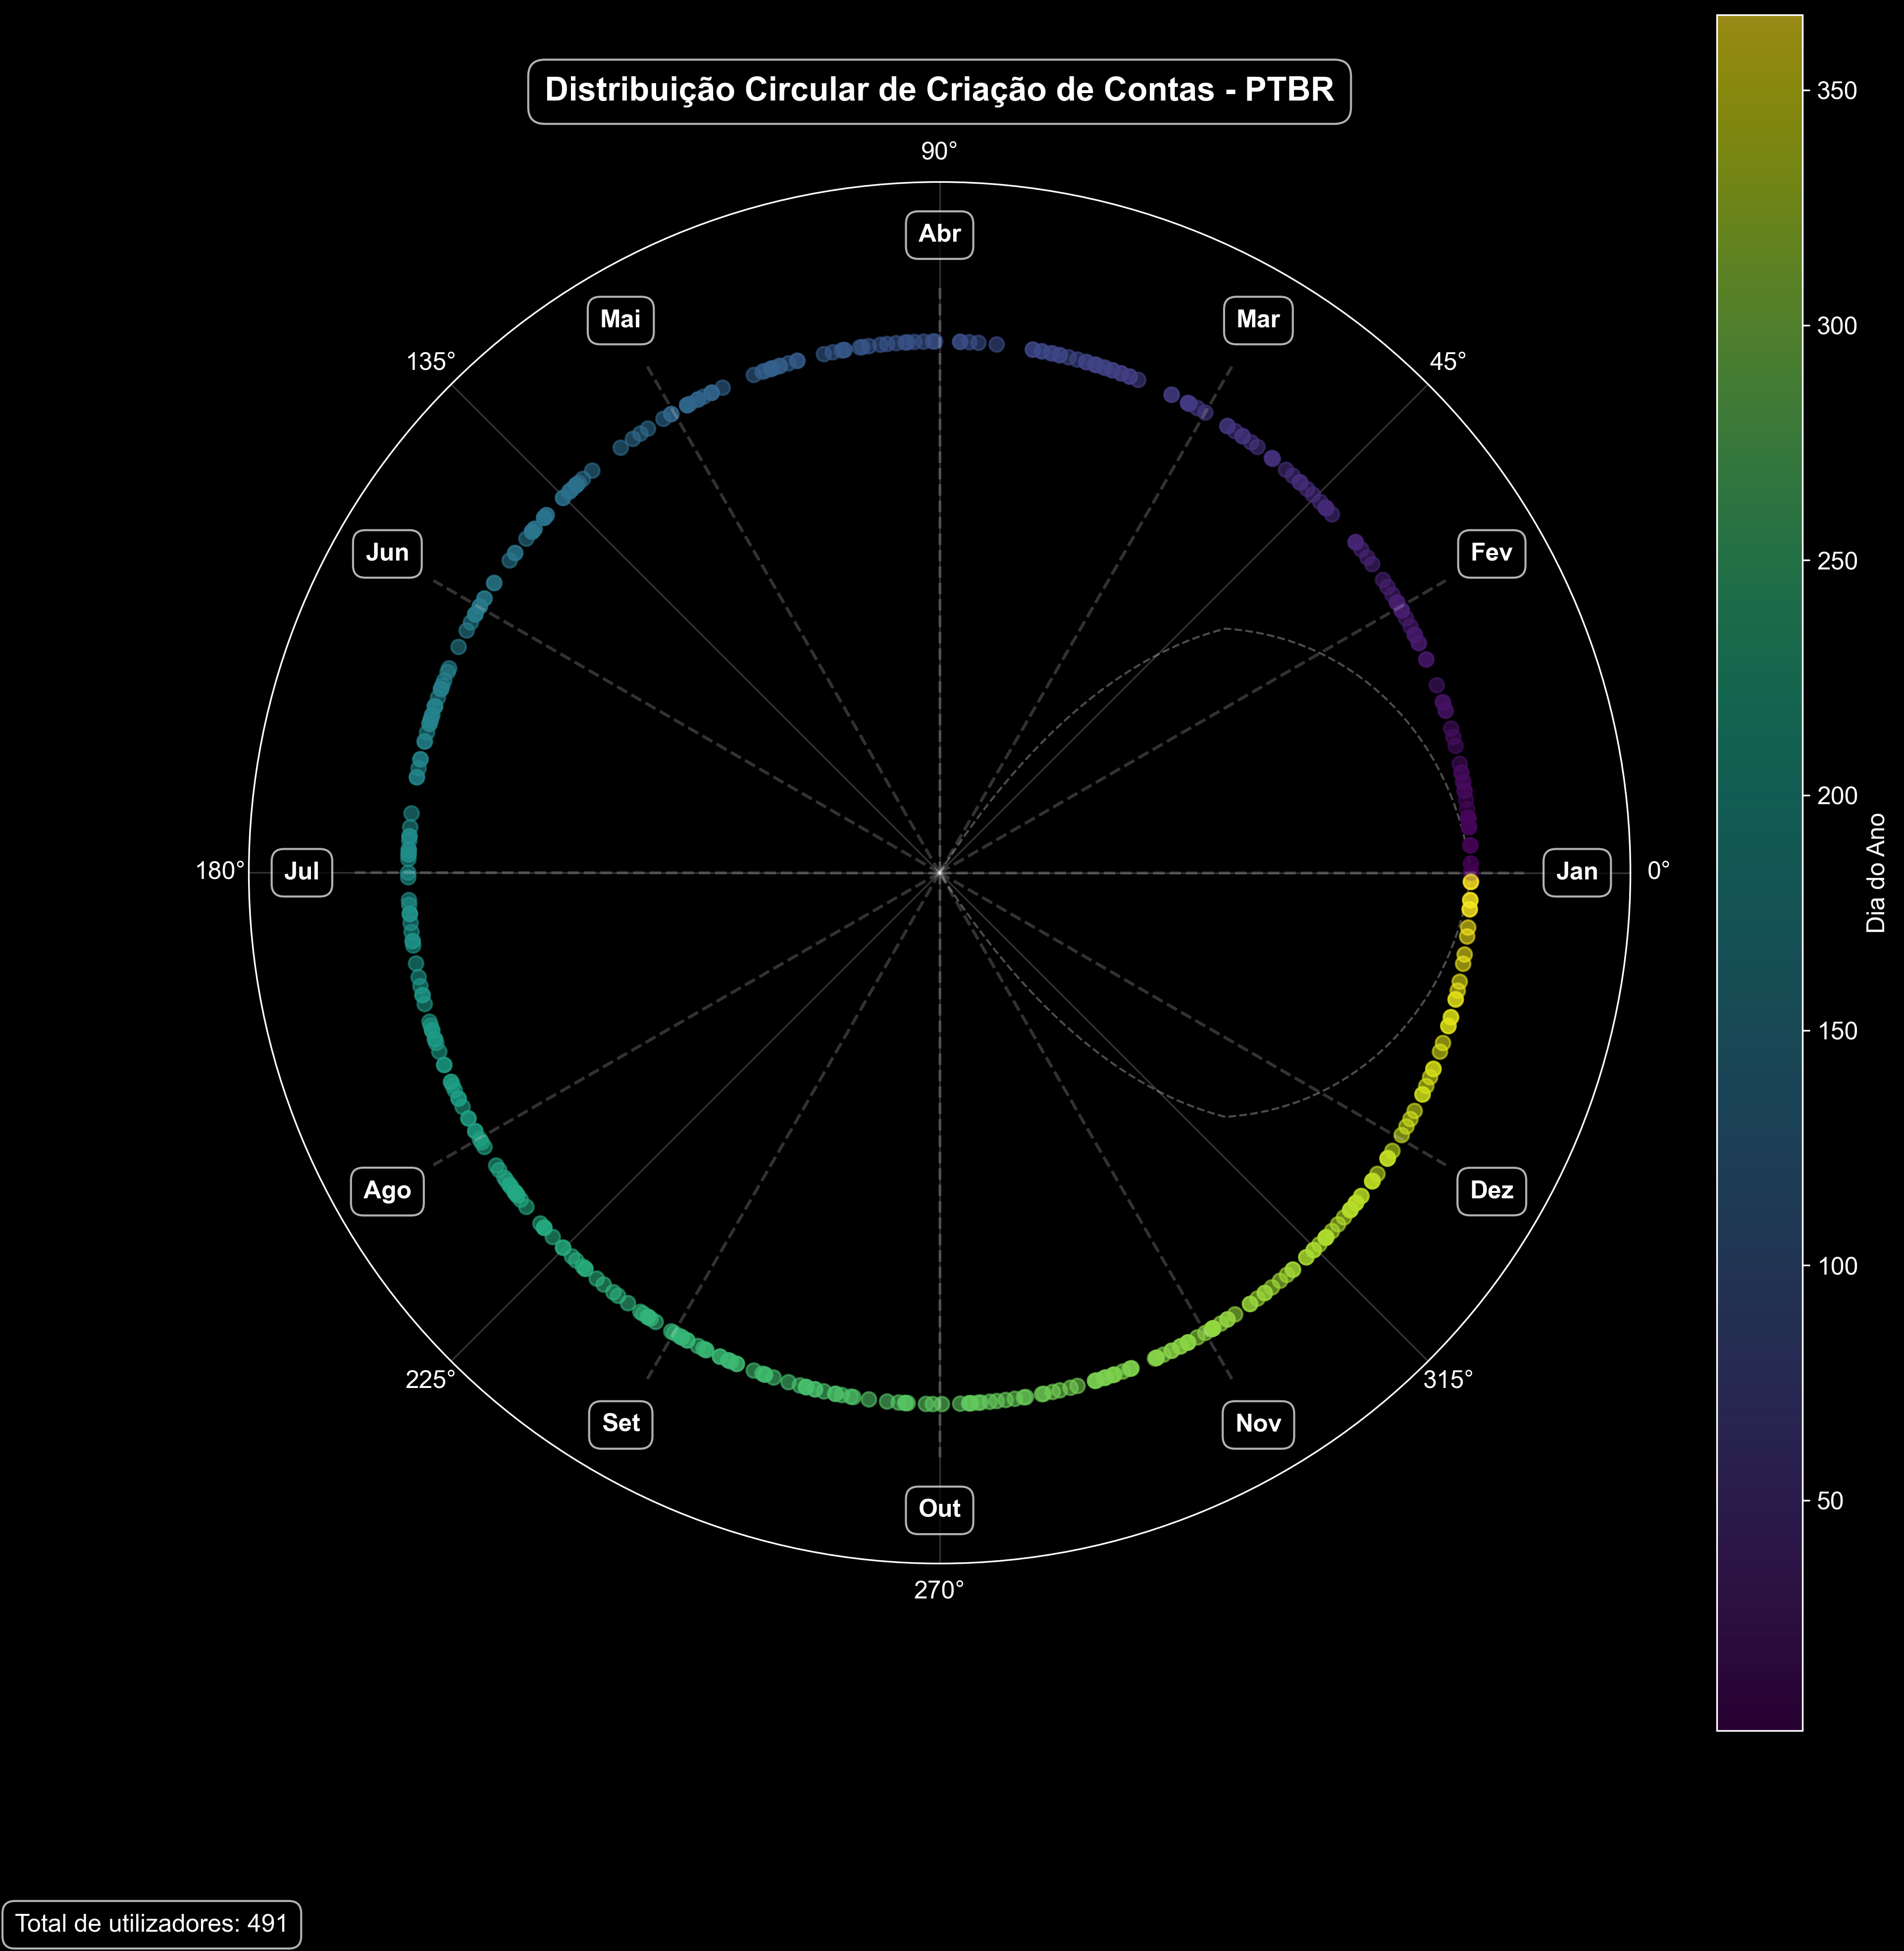 Distribuição Circular de Criação de Contas - PTBR
90°
Abr
Mai
Mar
135°
45°
Jun
Fev
180°
Jul
Jan
0°
Ago
Dez
225°
315°
Set
Nov
Out
270°
350
300
250
200
150
100
50
Dia do Ano
Total de utilizadores: 491